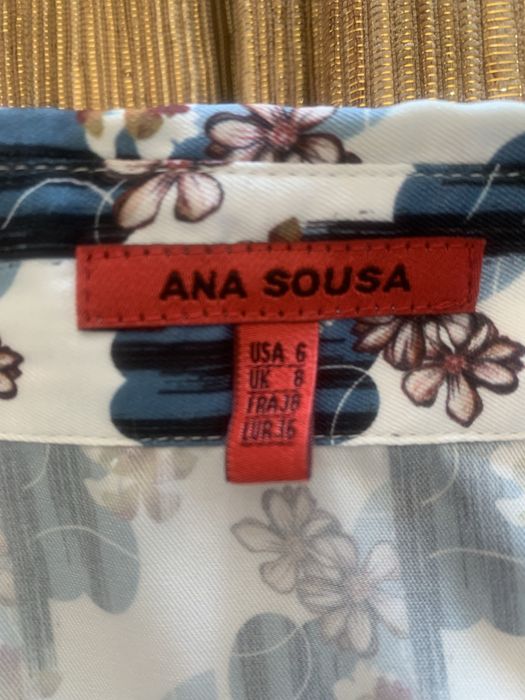 ANA SOUSA
USA 6
UK 8
FRA 38
EUR 36